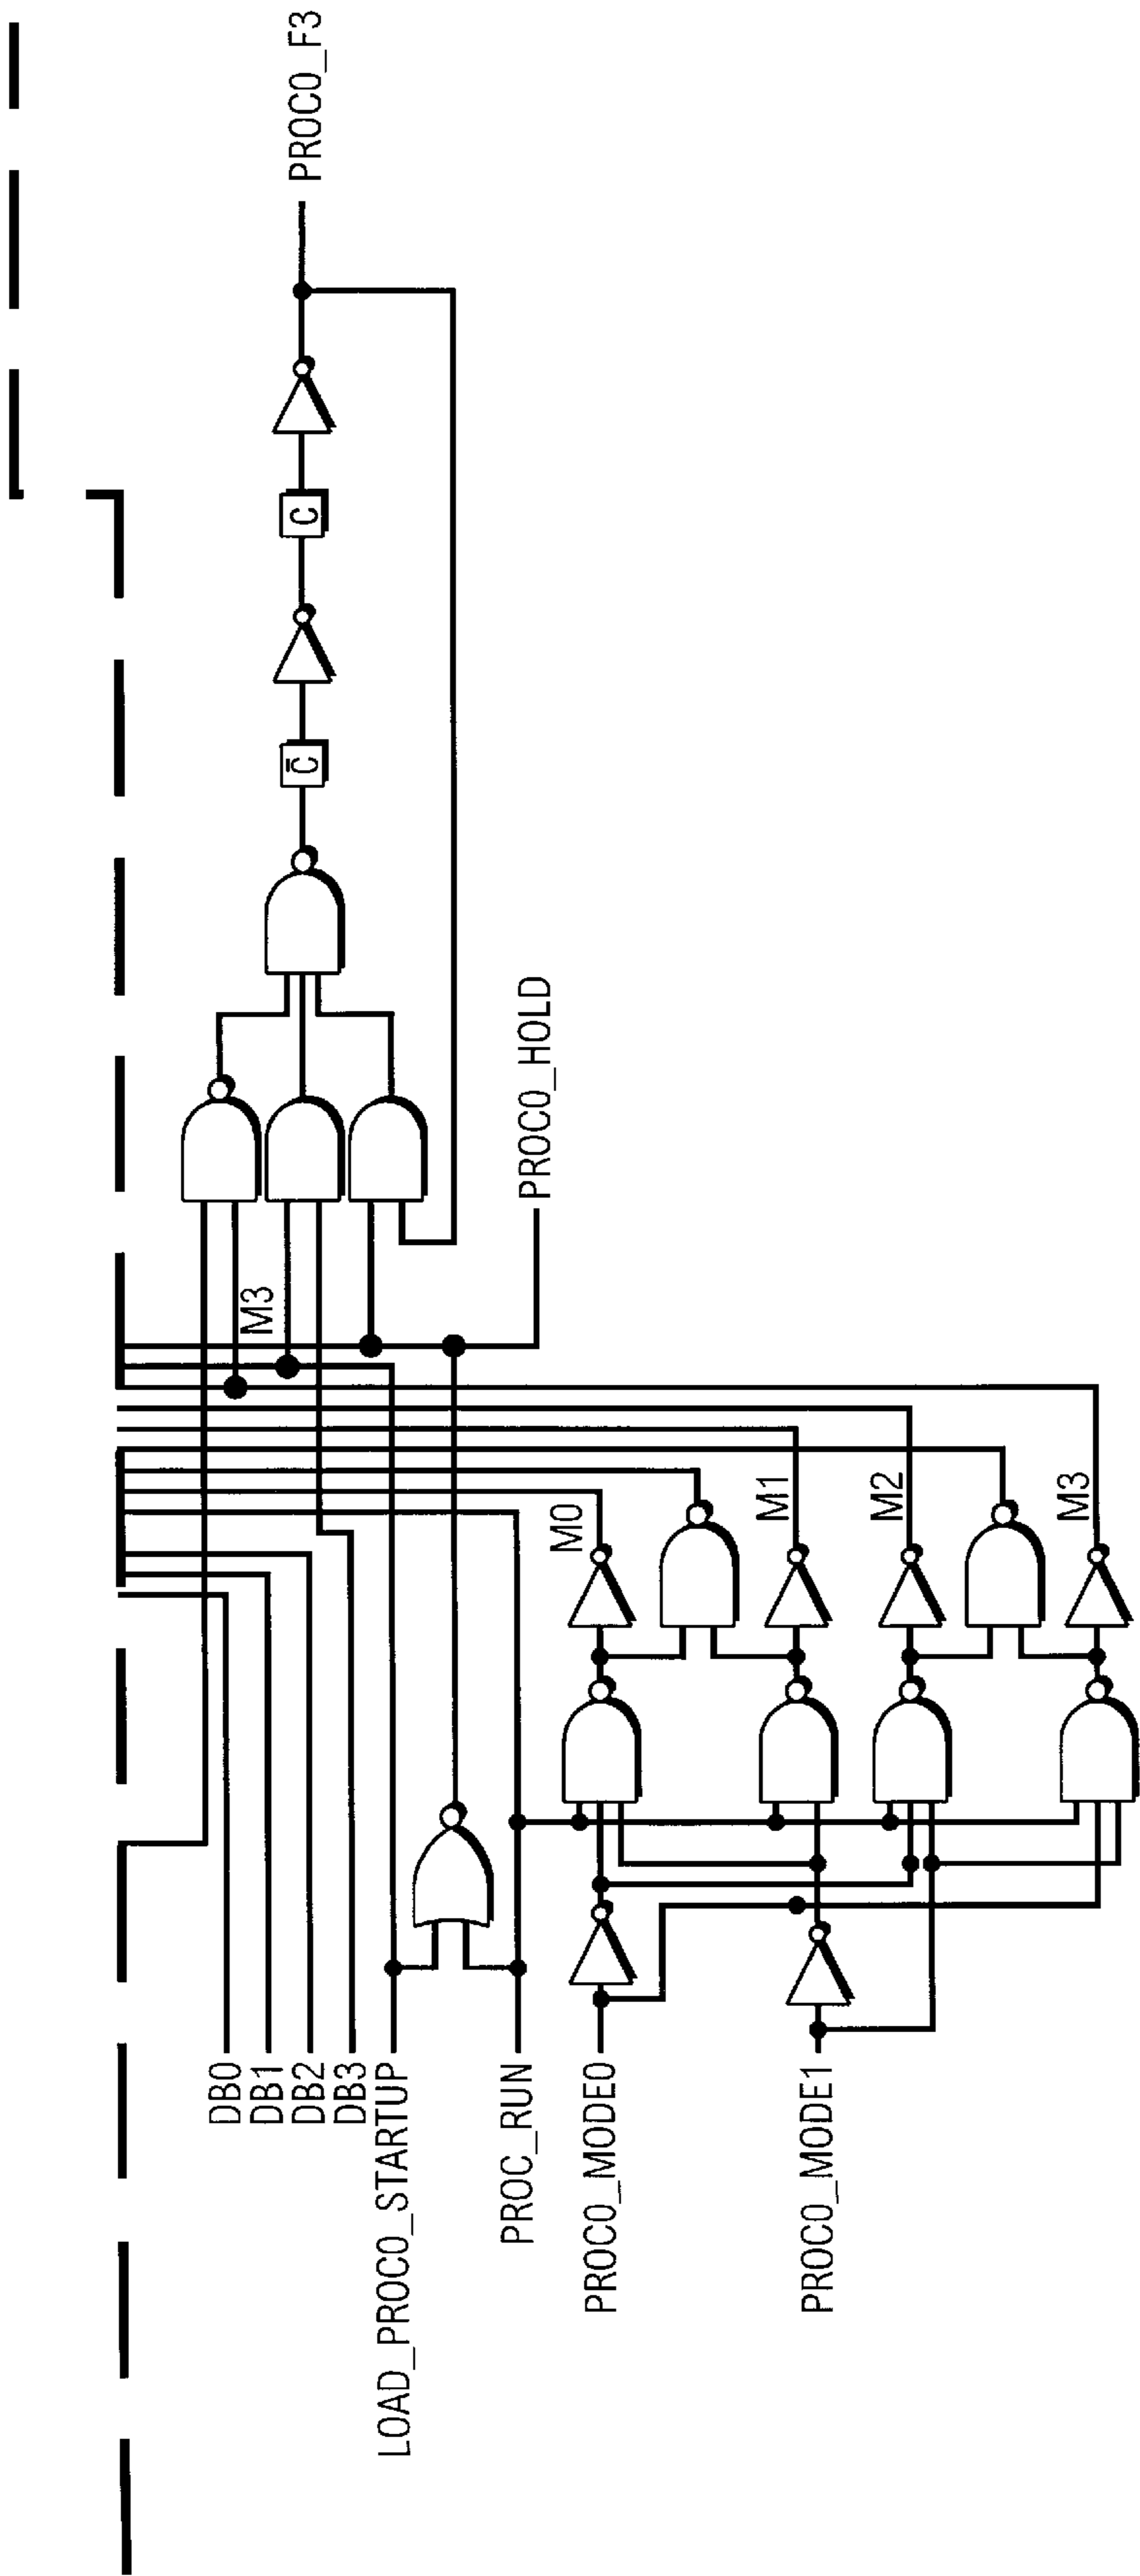 PROC0_F3
C
C̄
PROC0_HOLD
M3
M0
M1
M2
M3
DB0
DB1
DB2
DB3
LOAD_PROC0_STARTUP
PROC_RUN
PROC0_MODE0
PROC0_MODE1